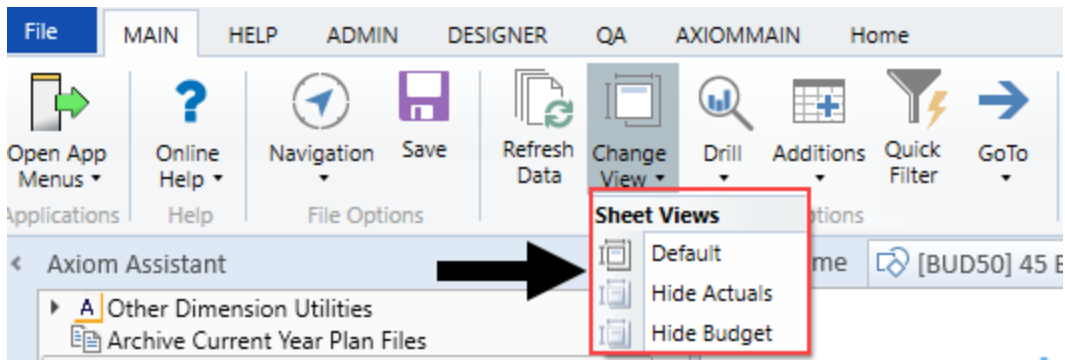 File MAIN HELP ADMIN DESIGNER QA AXIOMMAIN Home
Open App Menus
Online Help
Navigation
Save
Refresh Data
Change View
Drill
Additions
Quick Filter
GoTo
Applications
Help
File Options
Sheet Views
Default
Hide Actuals
Hide Budget
Axiom Assistant
[BUD50] 45
Other Dimension Utilities
Archive Current Year Plan Files